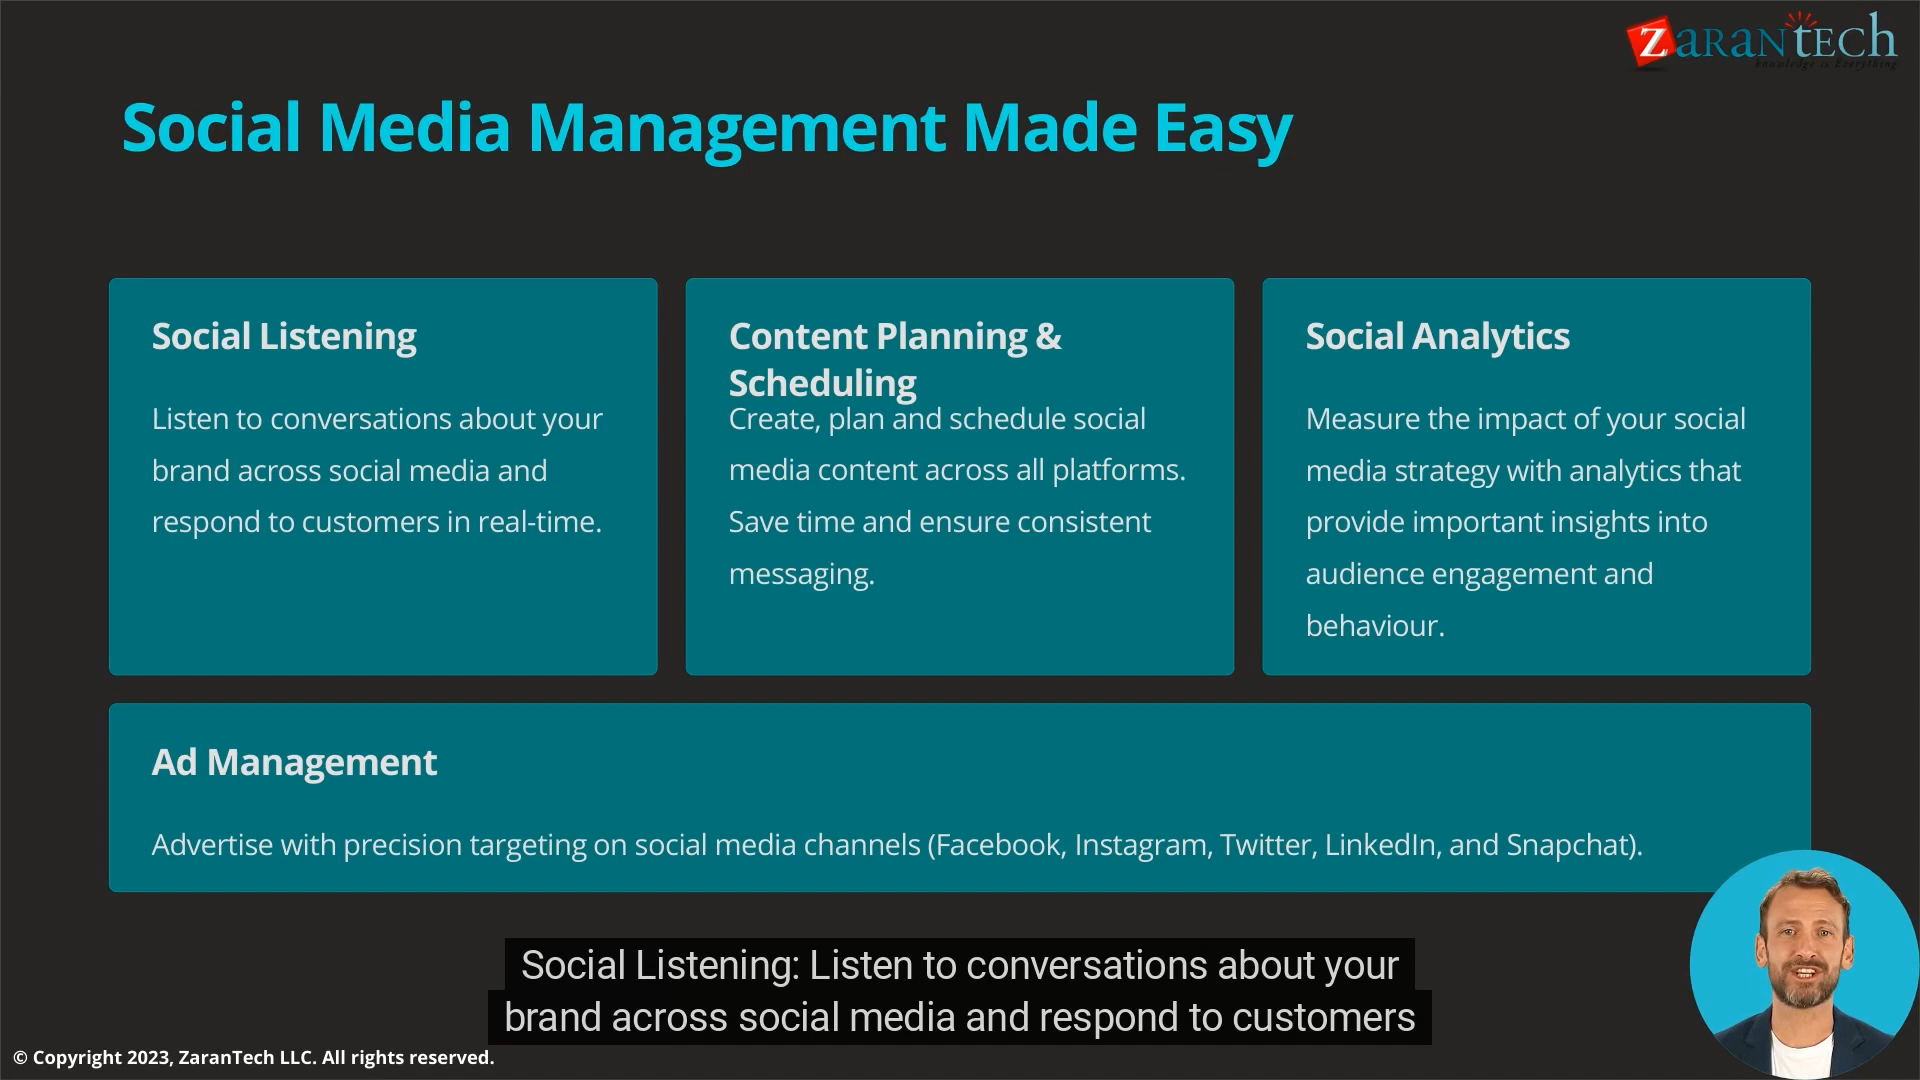 ZaranTech
knowledge is Everything
Social Media Management Made Easy
Social Listening
Listen to conversations about your
brand across social media and
respond to customers in real-time.
Content Planning &
Scheduling
Create, plan and schedule social
media content across all platforms.
Save time and ensure consistent
messaging.
Social Analytics
Measure the impact of your social
media strategy with analytics that
provide important insights into
audience engagement and
behaviour.
Ad Management
Advertise with precision targeting on social media channels (Facebook, Instagram, Twitter, LinkedIn, and Snapchat).
Social Listening: Listen to conversations about your
brand across social media and respond to customers
© Copyright 2023, ZaranTech LLC. All rights reserved.